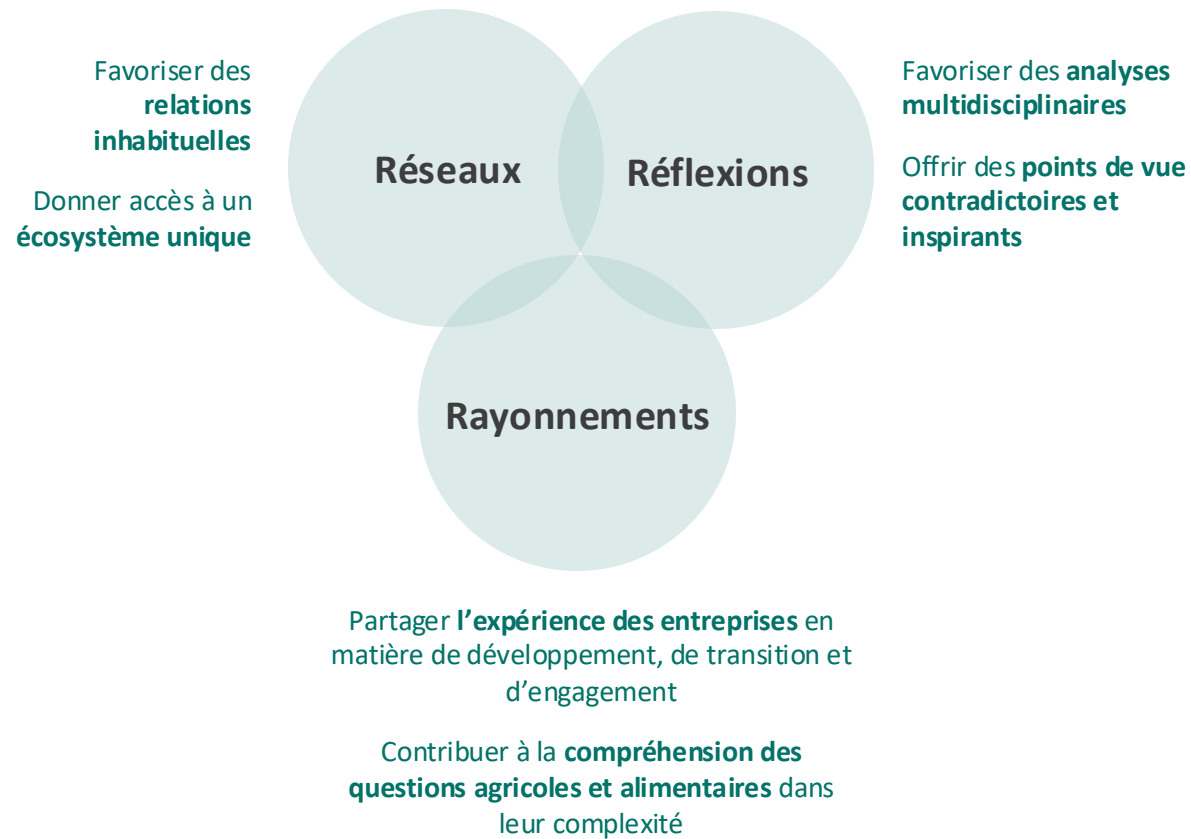 Favoriser des
relations
inhabituelles
Donner accès à un
écosystème unique
Réseaux
Réflexions
Favoriser des analyses
multidisciplinaires
Offrir des points de vue
contradictoires et
inspirants
Rayonnements
Partager l’expérience des entreprises en
matière de développement, de transition et
d’engagement
Contribuer à la compréhension des
questions agricoles et alimentaires dans
leur complexité